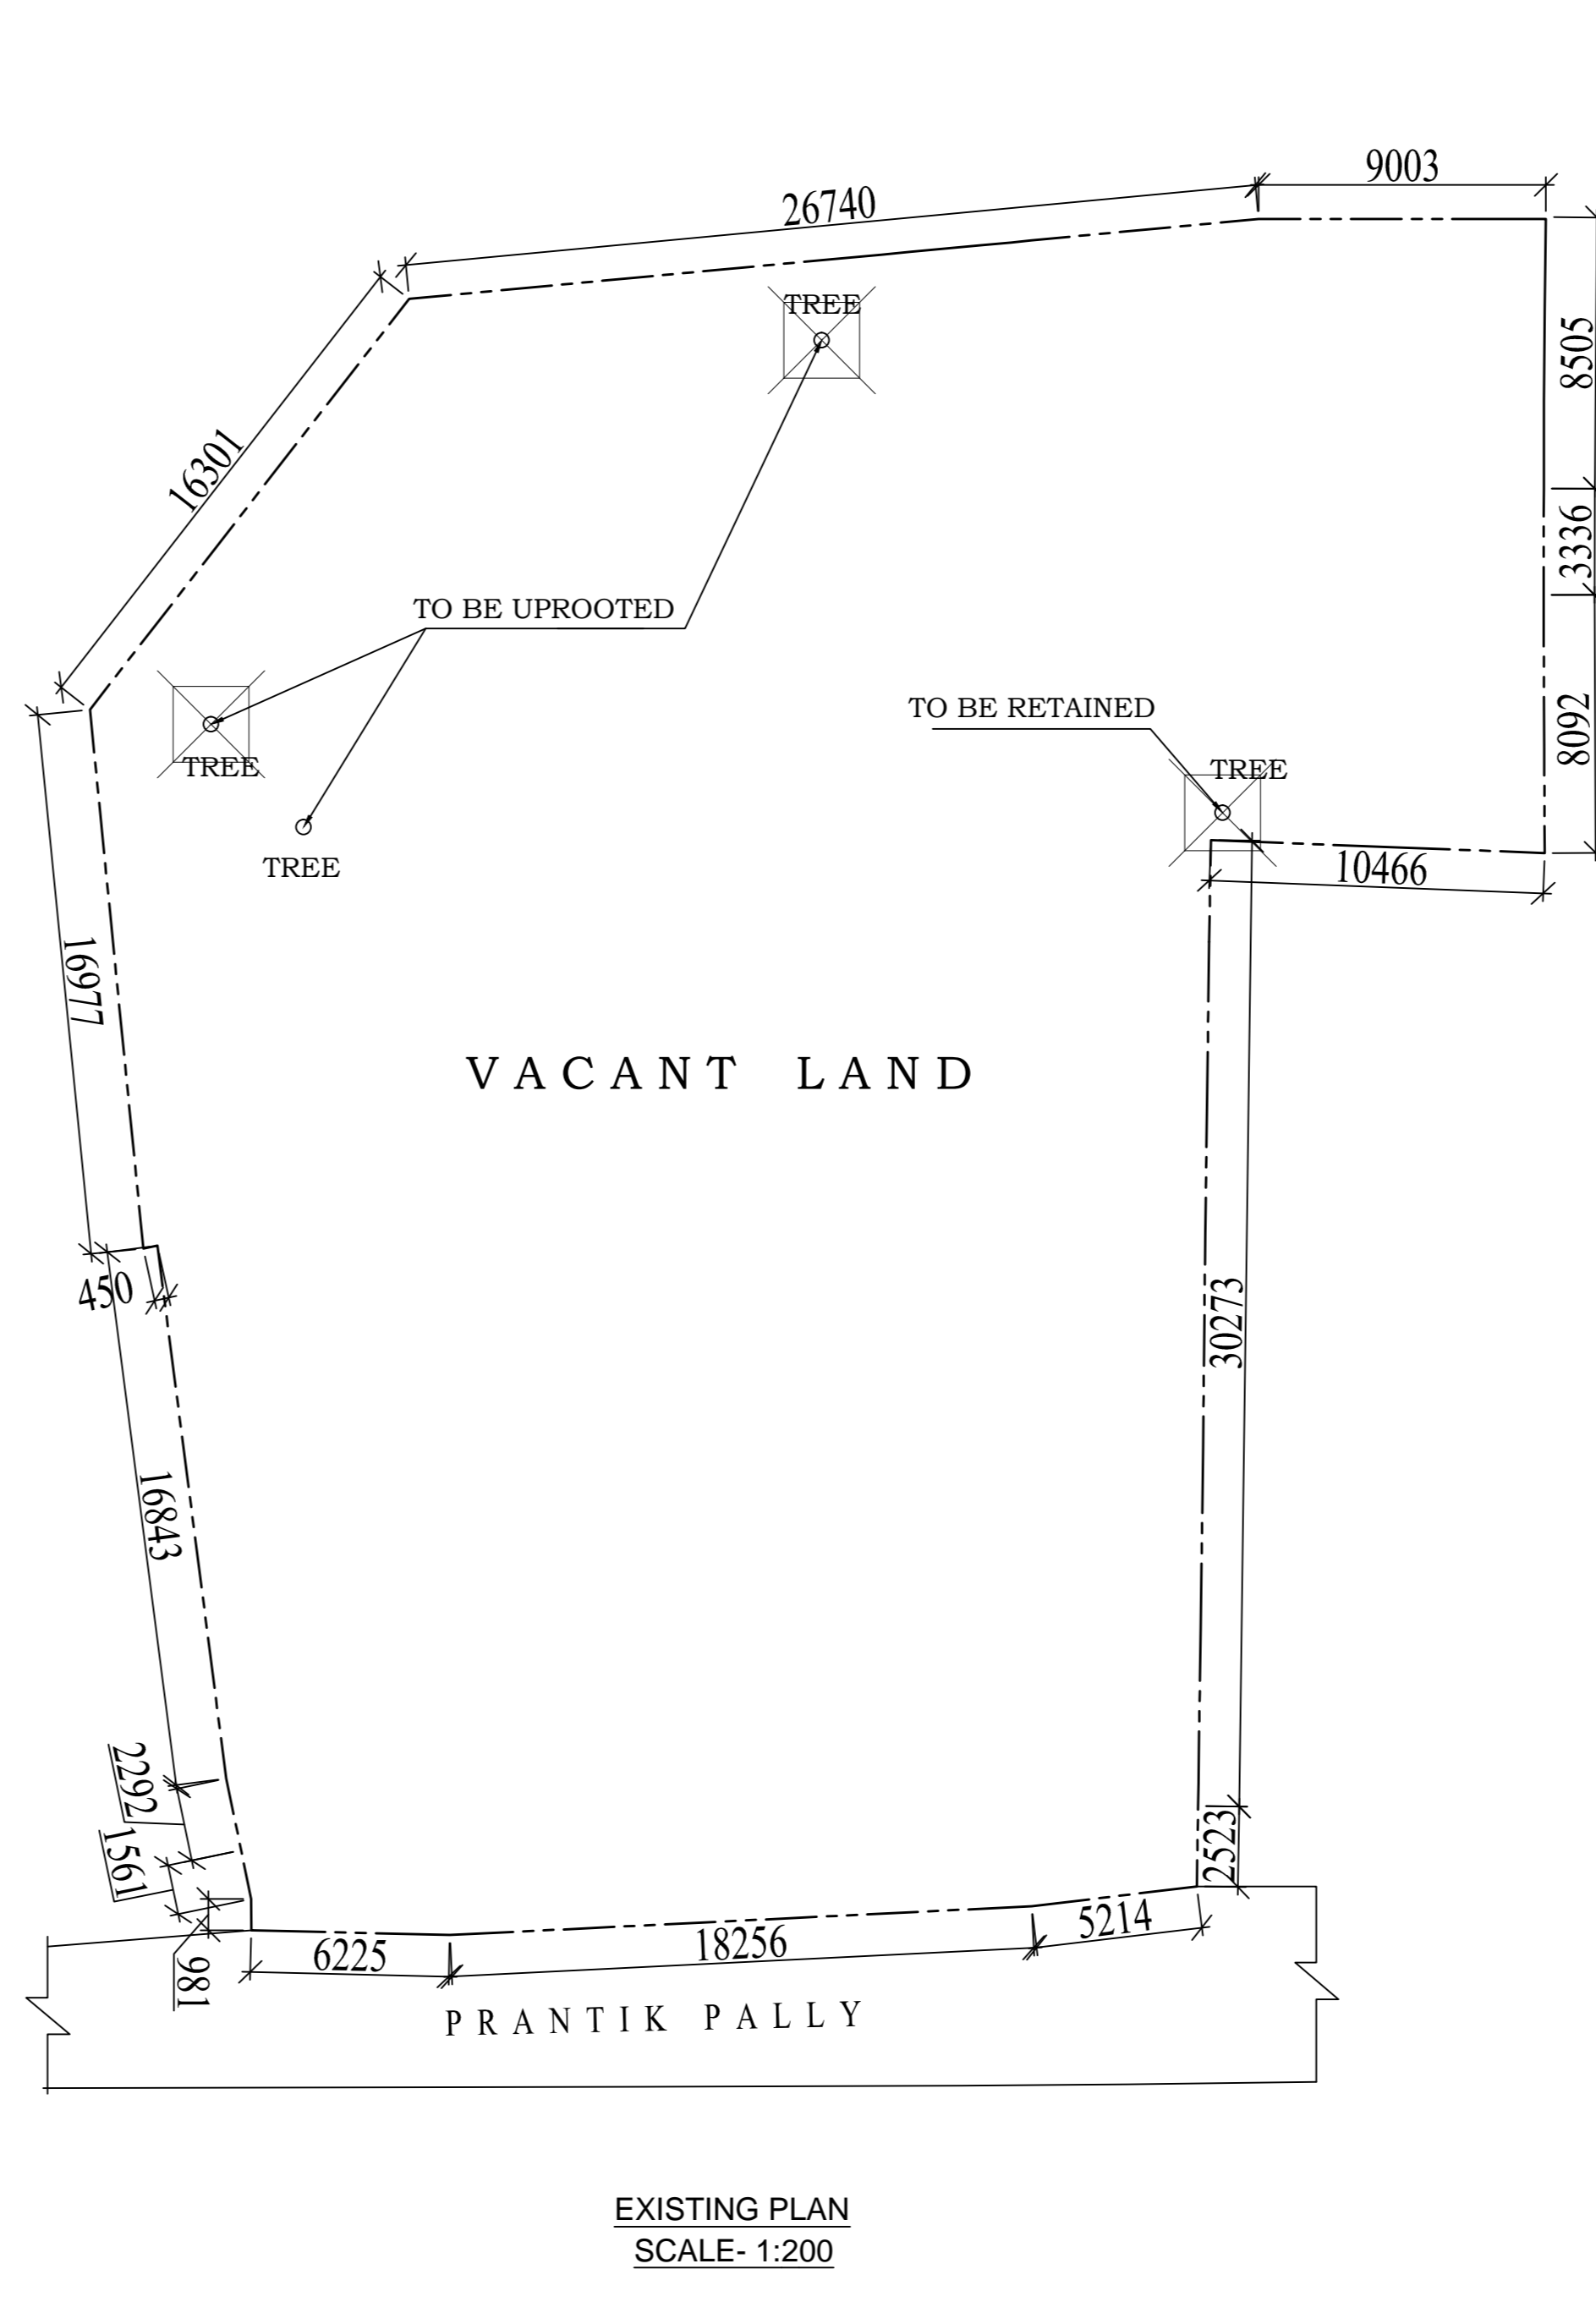 9003
26740
8505
TREE
16301
3336
TO BE UPROOTED
TO BE RETAINED
8092
TREE
TREE
TREE
10466
16977
VACANT LAND
450
30273
16843
2292
1561
2523
5214
18256
6225
981
PRANTIK PALLY
EXISTING PLAN
SCALE- 1:200